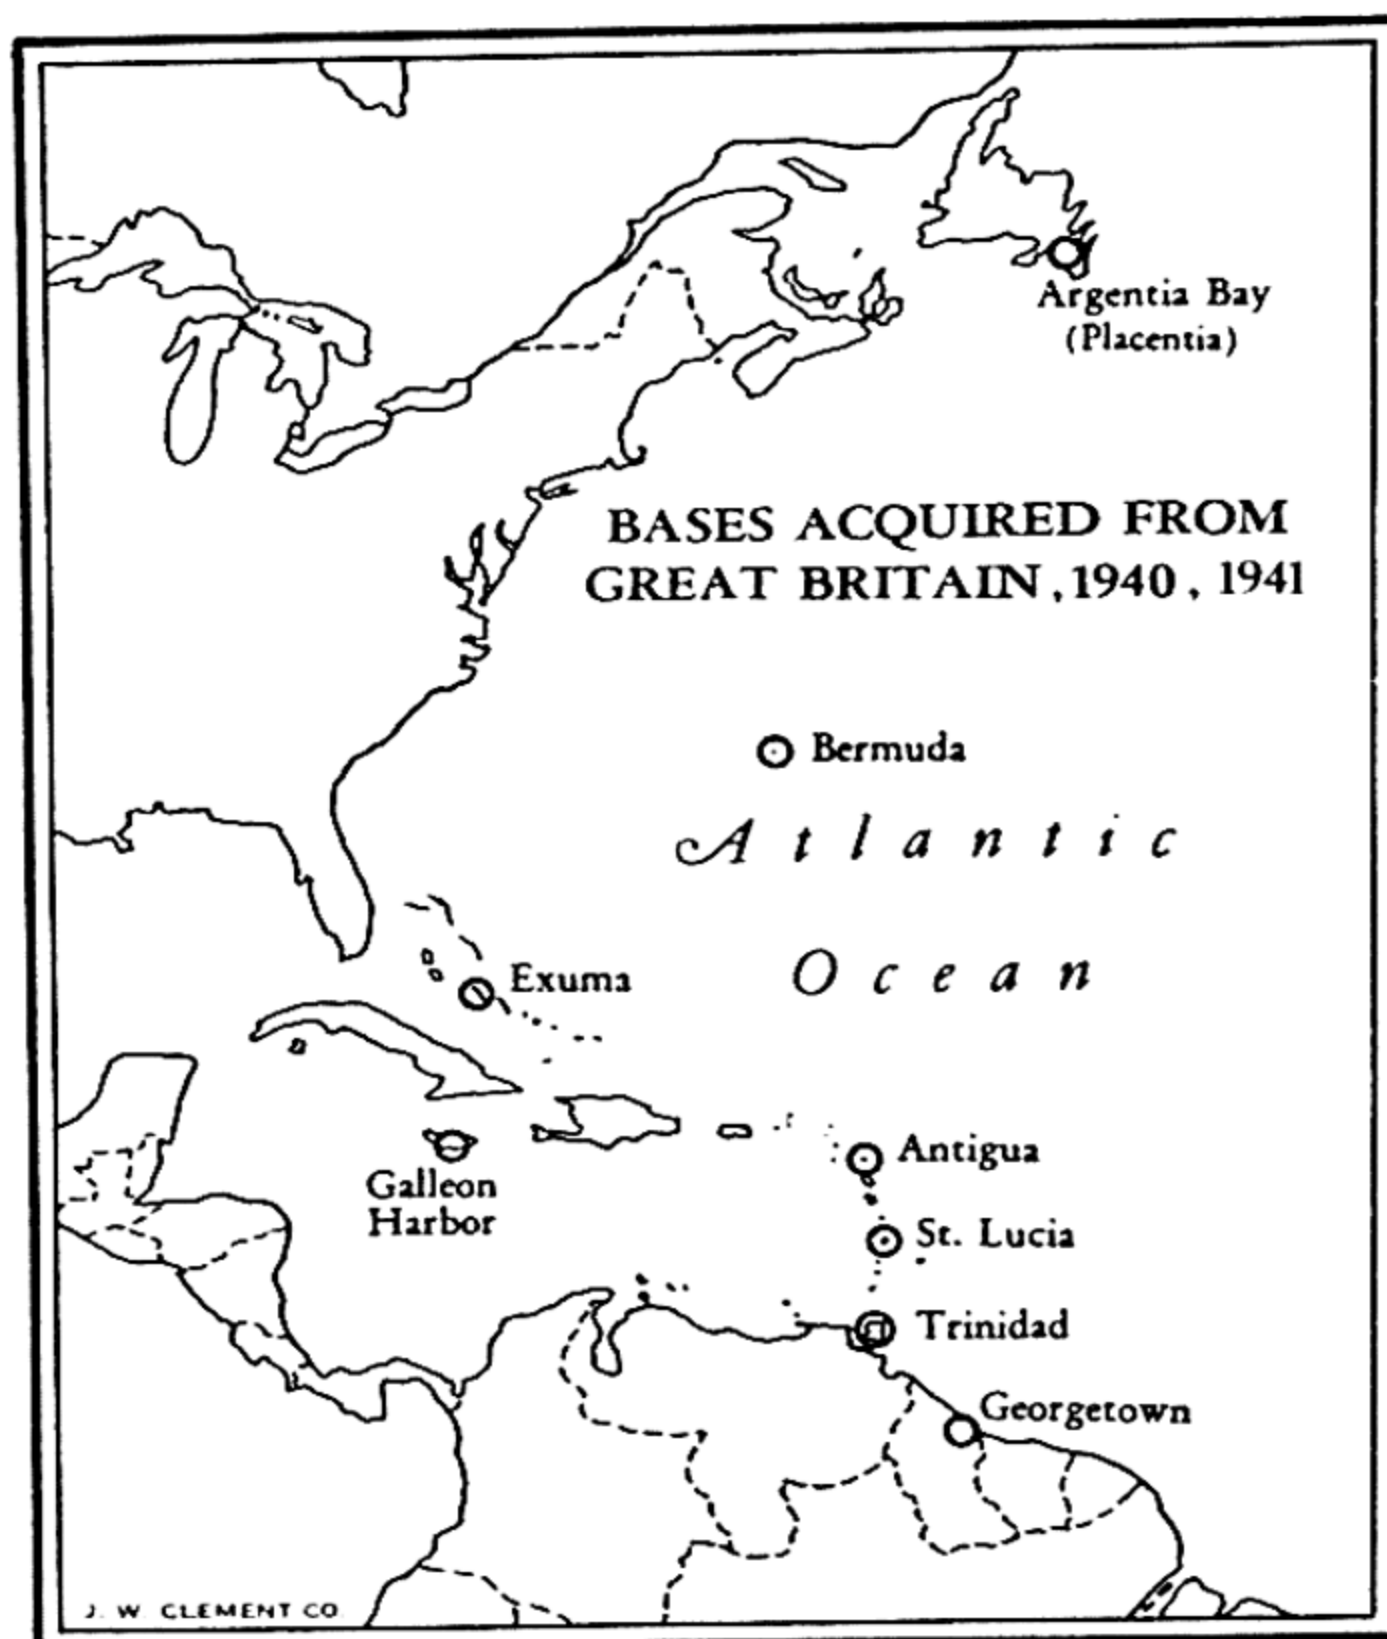 Argentia Bay
(Placentia)
BASES ACQUIRED FROM
GREAT BRITAIN, 1940, 1941
Bermuda
Atlantic
Ocean
Exuma
Antigua
Galleon
Harbor
St. Lucia
Trinidad
Georgetown
J. W. CLEMENT CO.